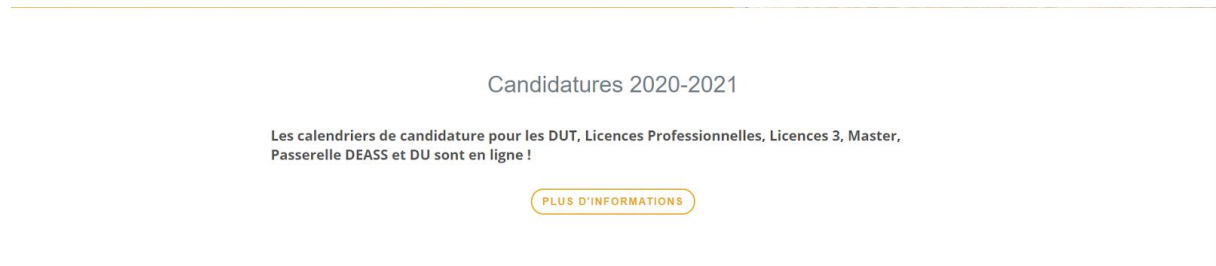 Candidatures 2020-2021
Les calendriers de candidature pour les DUT, Licences Professionnelles, Licences 3, Master,
Passerelle DEASS et DU sont en ligne !
PLUS D'INFORMATIONS